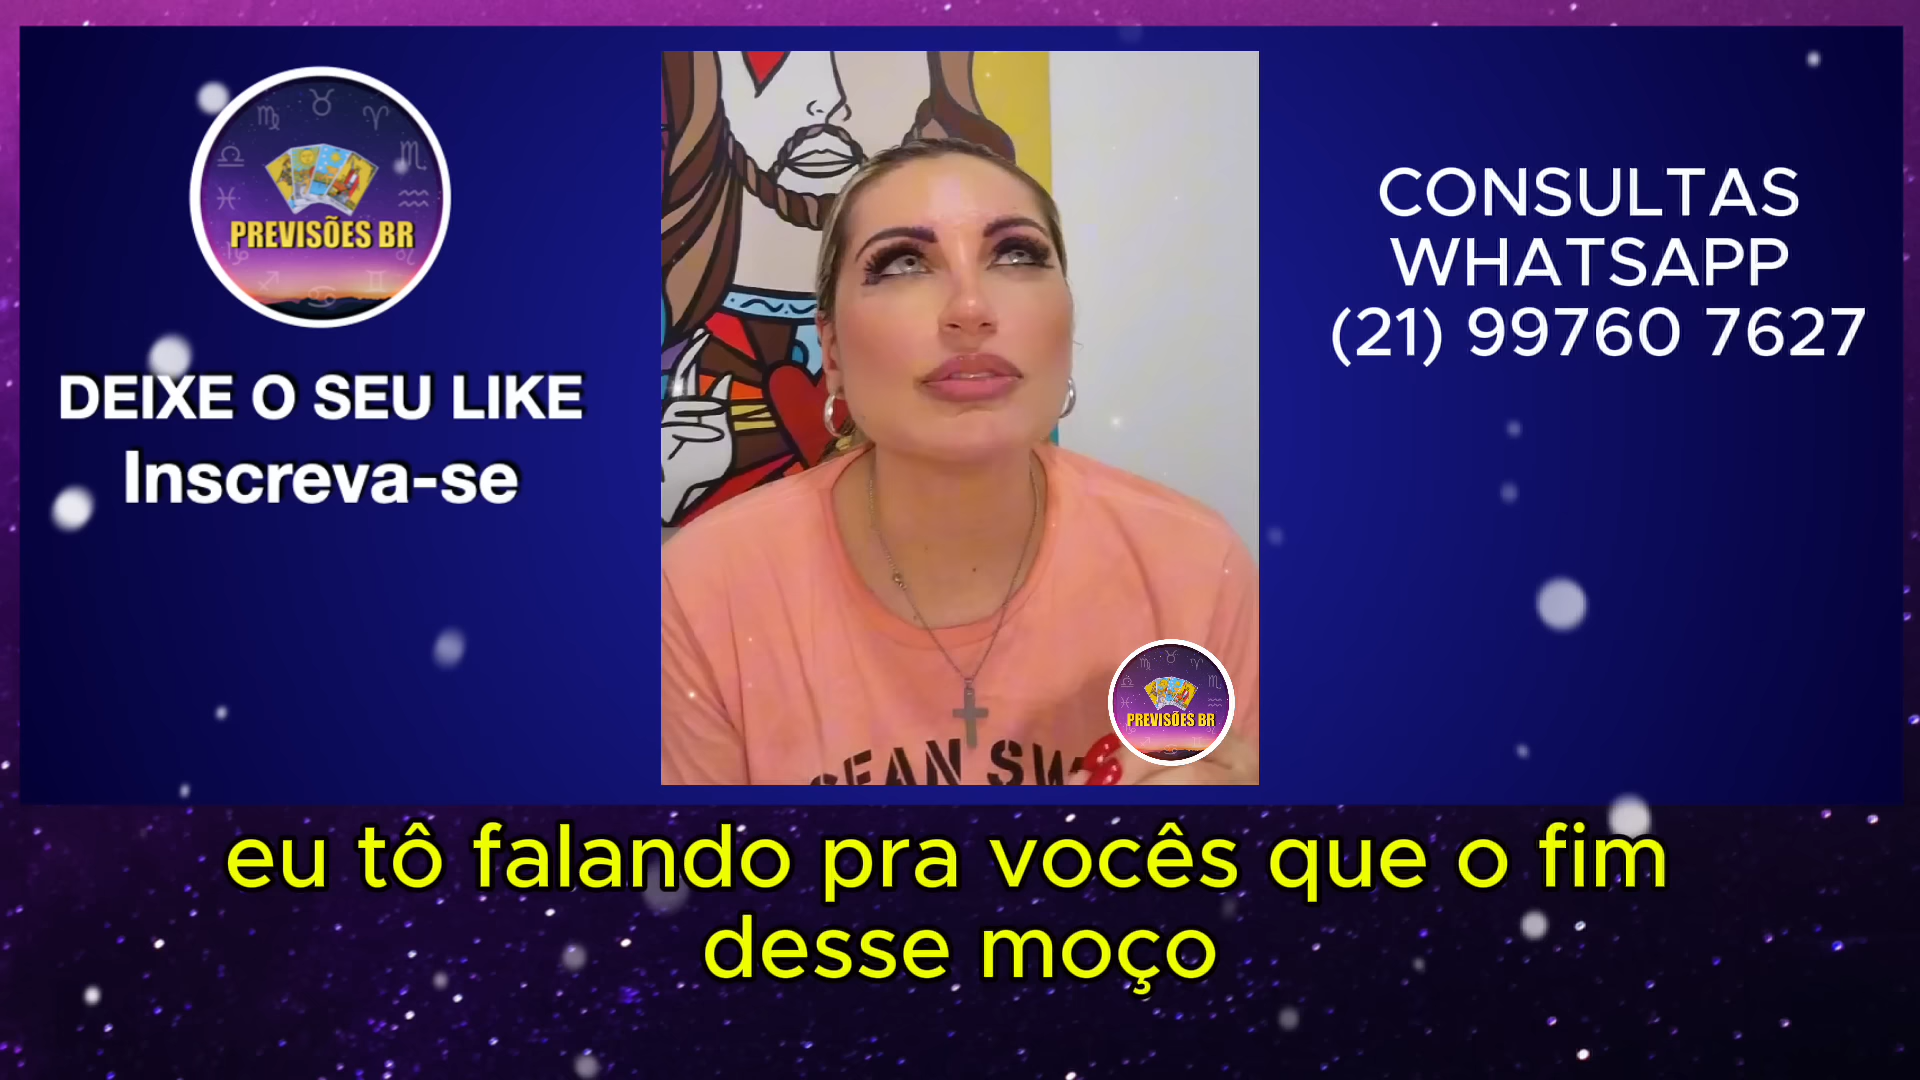 PREVISÕES BR
DEIXE O SEU LIKE
Inscreva-se
CONSULTAS
WHATSAPP
(21) 99760 7627
PREVISÕES BR
eu tô falando pra vocês que o fim
desse moço